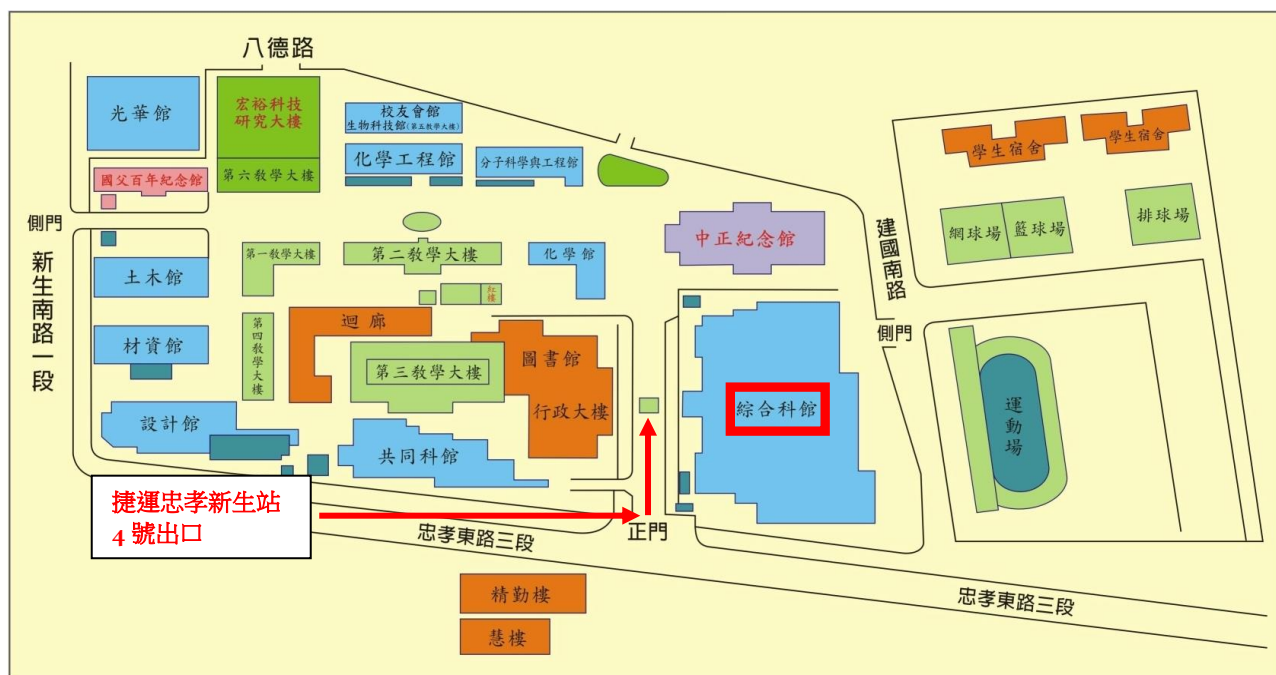 八德路
光華館
宏裕科技
研究大樓
校友會館
生物科技館(第五教學大樓)
化學工程館
分子科學與工程館
第六教學大樓
國父百年紀念館
側門
新生南路一段
學生宿舍
學生宿舍
網球場
籃球場
排球場
建國南路
側門
中正紀念館
第一教學大樓
第二教學大樓
化學館
土木館
紅樓
材資館
第四教學大樓
迴廊
圖書館
第三教學大樓
行政大樓
綜合科館
運動場
設計館
共同科館
捷運忠孝新生站
4 號出口
忠孝東路三段
正門
忠孝東路三段
精勤樓
慧樓